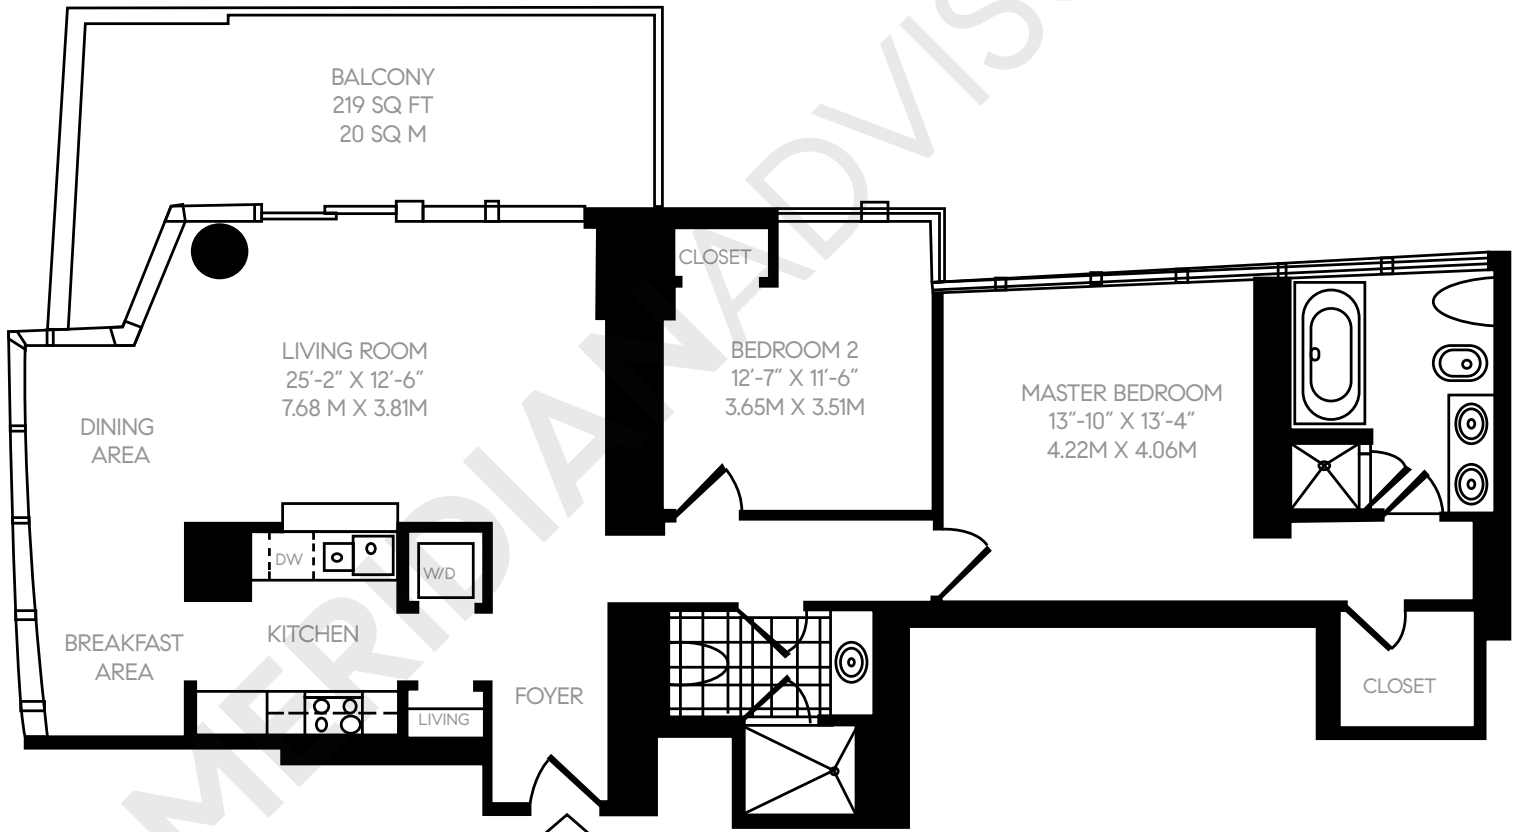 BALCONY
219 SQ FT
20 SQ M
CLOSET
LIVING ROOM
25'-2" X 12'-6"
7.68 M X 3.81M
BEDROOM 2
12'-7" X 11'-6"
3.65M X 3.51M
MASTER BEDROOM
13"-10" X 13'-4"
4.22M X 4.06M
DINING
AREA
DW
W/D
BREAKFAST
AREA
KITCHEN
FOYER
LIVING
CLOSET
MERIDIANADVIS